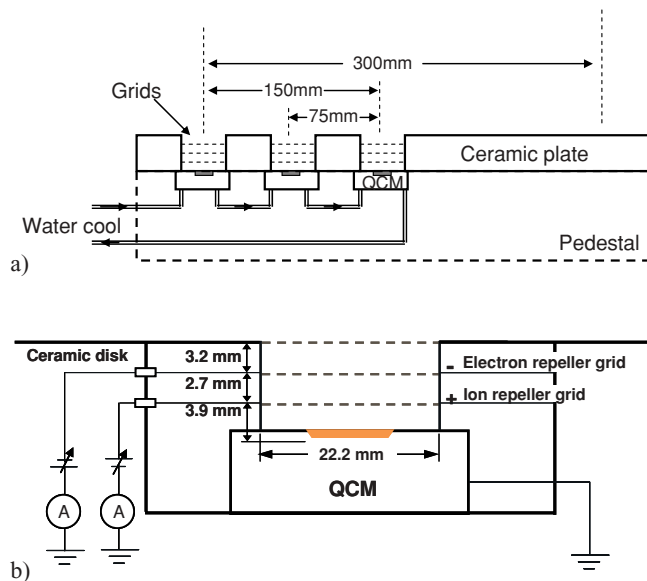 300mm
150mm
Grids
75mm
Ceramic plate
QCM
Water cool
Pedestal
a)
Ceramic disk
3.2 mm
- Electron repeller grid
2.7 mm
+ Ion repeller grid
3.9 mm
22.2 mm
QCM
A
A
b)